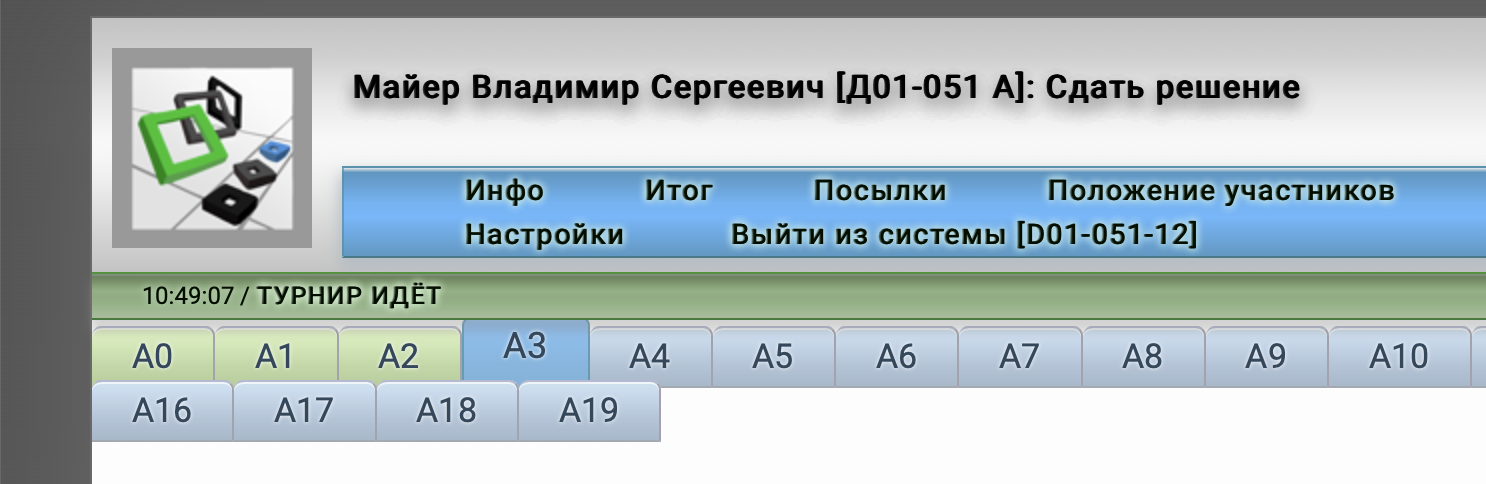 Майер Владимир Сергеевич [Д01-051 А]: Сдать решение
Инфо Итог Посылки Положение участников
Настройки Выйти из системы [D01-051-12]
10:49:07 / ТУРНИР ИДЁТ
A0 A1 A2 A3 A4 A5 A6 A7 A8 A9 A10
A16 A17 A18 A19